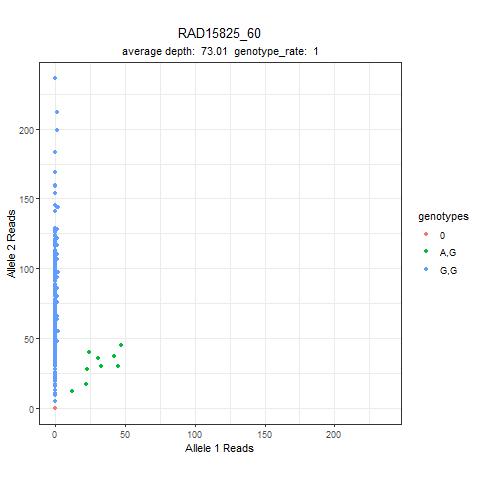 RAD15825_60
average depth: 73.01 genotype_rate: 1
Allele 2 Reads
200
150
100
50
0
0 50 100 150 200
Allele 1 Reads
genotypes
0
A,G
G,G